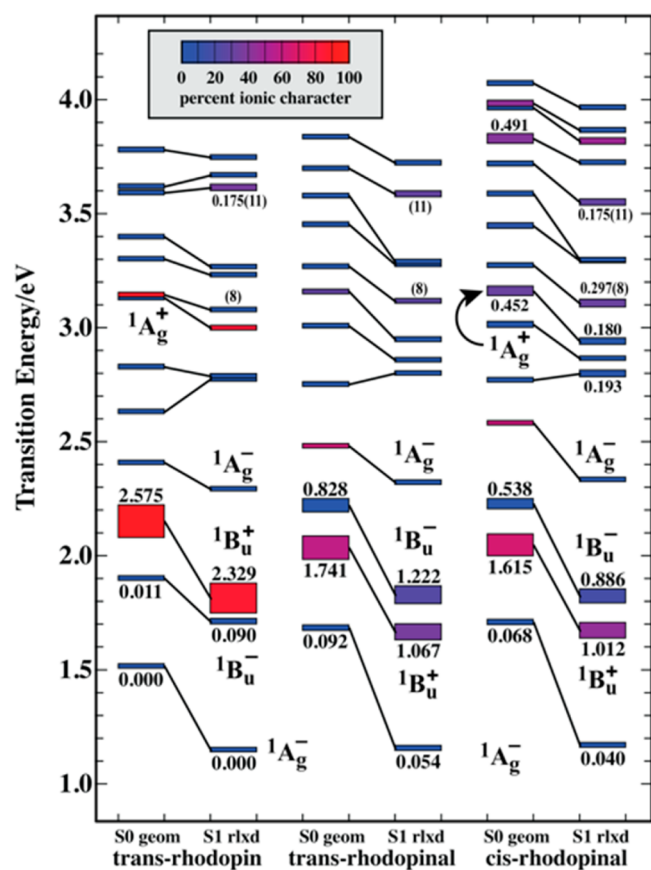 0 20 40 60 80 100
percent ionic character
Transition Energy/eV
4.0
3.5
3.0
2.5
2.0
1.5
1.0
0.175(11)
(8)
¹Ag⁺
¹Ag⁻
2.575
¹Bu⁺
2.329
0.011
0.090
¹Bu⁻
0.000
0.000
¹Ag⁻
(11)
(8)
¹Ag⁻
0.828
¹Bu⁻
1.741
1.222
0.092
1.067
¹Bu⁺
0.054
¹Ag⁻
0.491
0.175(11)
0.297(8)
0.452
¹Ag⁺
0.180
0.193
¹Ag⁻
0.538
¹Bu⁻
1.615
0.886
0.068
1.012
¹Bu⁺
0.040
S0 geom S1 rlxd S0 geom S1 rlxd S0 geom S1 rlxd
trans-rhodopin trans-rhodopinal cis-rhodopinal